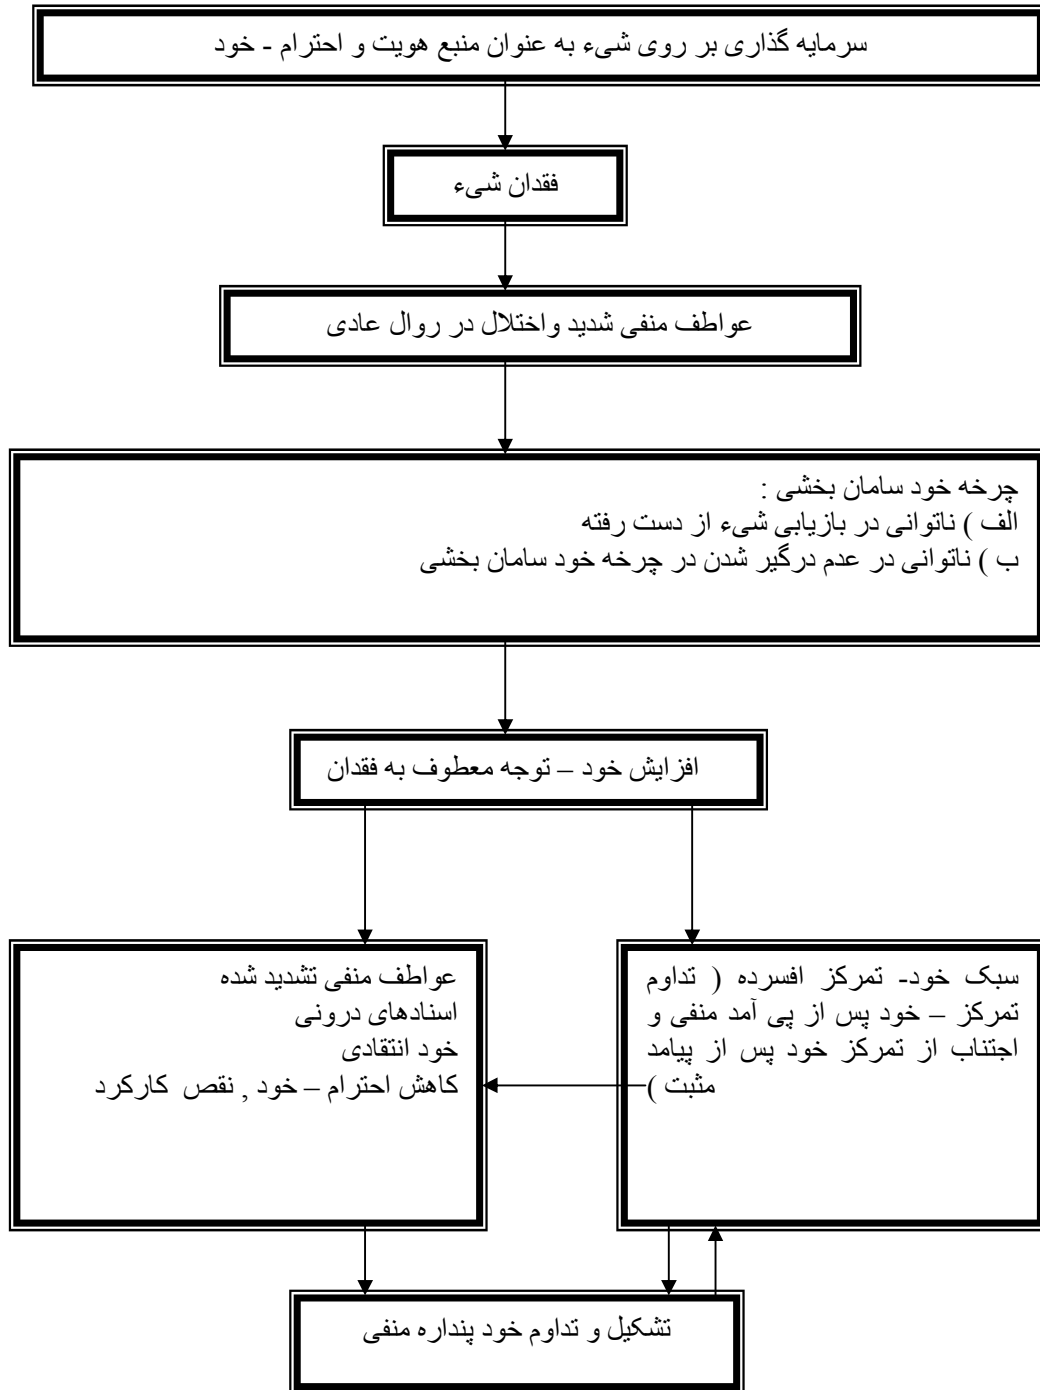 سرمایه گذاری بر روی شیء به عنوان منبع هویت و احترام - خود
فقدان شیء
عواطف منفی شدید واختلال در روال عادی
چرخه خود سامان بخشی :
الف ) ناتوانی در بازیابی شیء از دست رفته
ب ) ناتوانی در عدم درگیر شدن در چرخه خود سامان بخشی
افزایش خود – توجه معطوف به فقدان
سبک خود- تمرکز افسرده ( تداوم
تمرکز – خود پس از پی آمد منفی و
اجتناب از تمرکز خود پس از پیامد
مثبت )
عواطف منفی تشدید شده
اسنادهای درونی
خود انتقادی
کاهش احترام – خود , نقص کارکرد
تشکیل و تداوم خود پنداره منفی